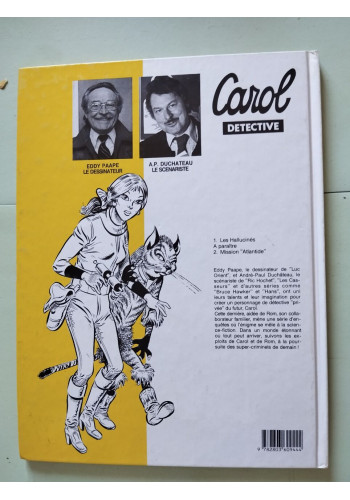 Carol
DETECTIVE
EDDY PAAPE
LE DESSINATEUR
A.P. DUCHATEAU
LE SCÉNARISTE
1. Les Hallucinés
A paraître
2. Mission "Atlantide"
Eddy Paape, le dessinateur de "Luc
Orient", et André-Paul Duchâteau, le
scénariste de "Ric Hochet", "Les Cas-
seurs" et d'autres séries comme
"Bruce Hawker" et "Hans", ont uni
leurs talents et leur imagination pour
créer un personnage de détective "pri-
vée" du futur, Carol.
Cette dernière, aidée de Rom, son col-
laborateur familier, mène une série d'en-
quêtes où l'énigme se mêle à la scien-
ce-fiction. Dans un monde étonnant
où tout peut arriver, suivons les ex-
ploits de Carol et de Rom, à la pour-
suite des super-criminels de demain !
9 782803 609444